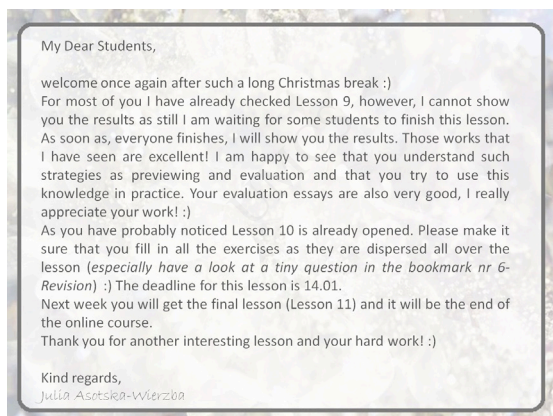 My Dear Students,
welcome once again after such a long Christmas break :)
For most of you I have already checked Lesson 9, however, I cannot show
you the results as still I am waiting for some students to finish this lesson.
As soon as, everyone finishes, I will show you the results. Those works that
I have seen are excellent! I am happy to see that you understand such
strategies as previewing and evaluation and that you try to use this
knowledge in practice. Your evaluation essays are also very good, I really
appreciate your work! :)
As you have probably noticed Lesson 10 is already opened. Please make it
sure that you fill in all the exercises as they are dispersed all over the
lesson (especially have a look at a tiny question in the bookmark nr 6-
Revision) :) The deadline for this lesson is 14.01.
Next week you will get the final lesson (Lesson 11) and it will be the end of
the online course.
Thank you for another interesting lesson and your hard work! :)
Kind regards,
Julia Asotska-Wierzba